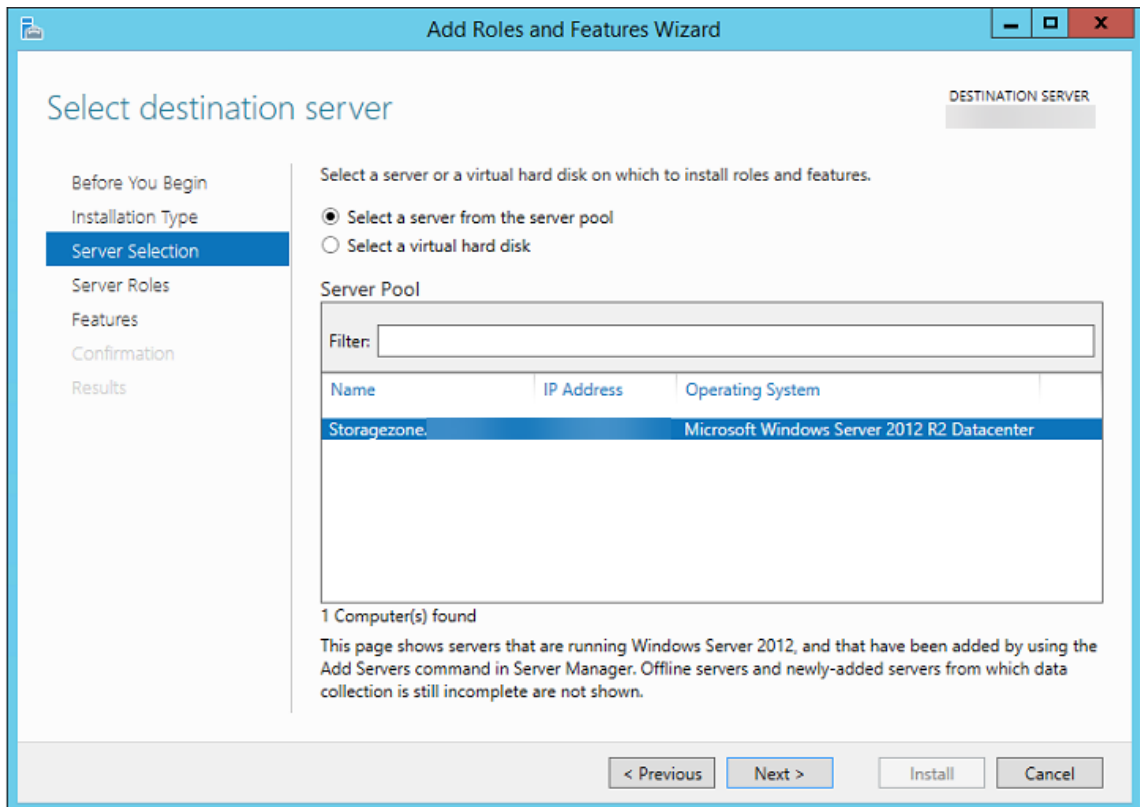 Add Roles and Features Wizard
Select destination server
DESTINATION SERVER
Before You Begin
Installation Type
Server Selection
Server Roles
Features
Confirmation
Results
Select a server or a virtual hard disk on which to install roles and features.
Select a server from the server pool
Select a virtual hard disk
Server Pool
Filter:
Name IP Address Operating System
Storagezone. Microsoft Windows Server 2012 R2 Datacenter
1 Computer(s) found
This page shows servers that are running Windows Server 2012, and that have been added by using the
Add Servers command in Server Manager. Offline servers and newly-added servers from which data
collection is still incomplete are not shown.
< Previous Next > Install Cancel